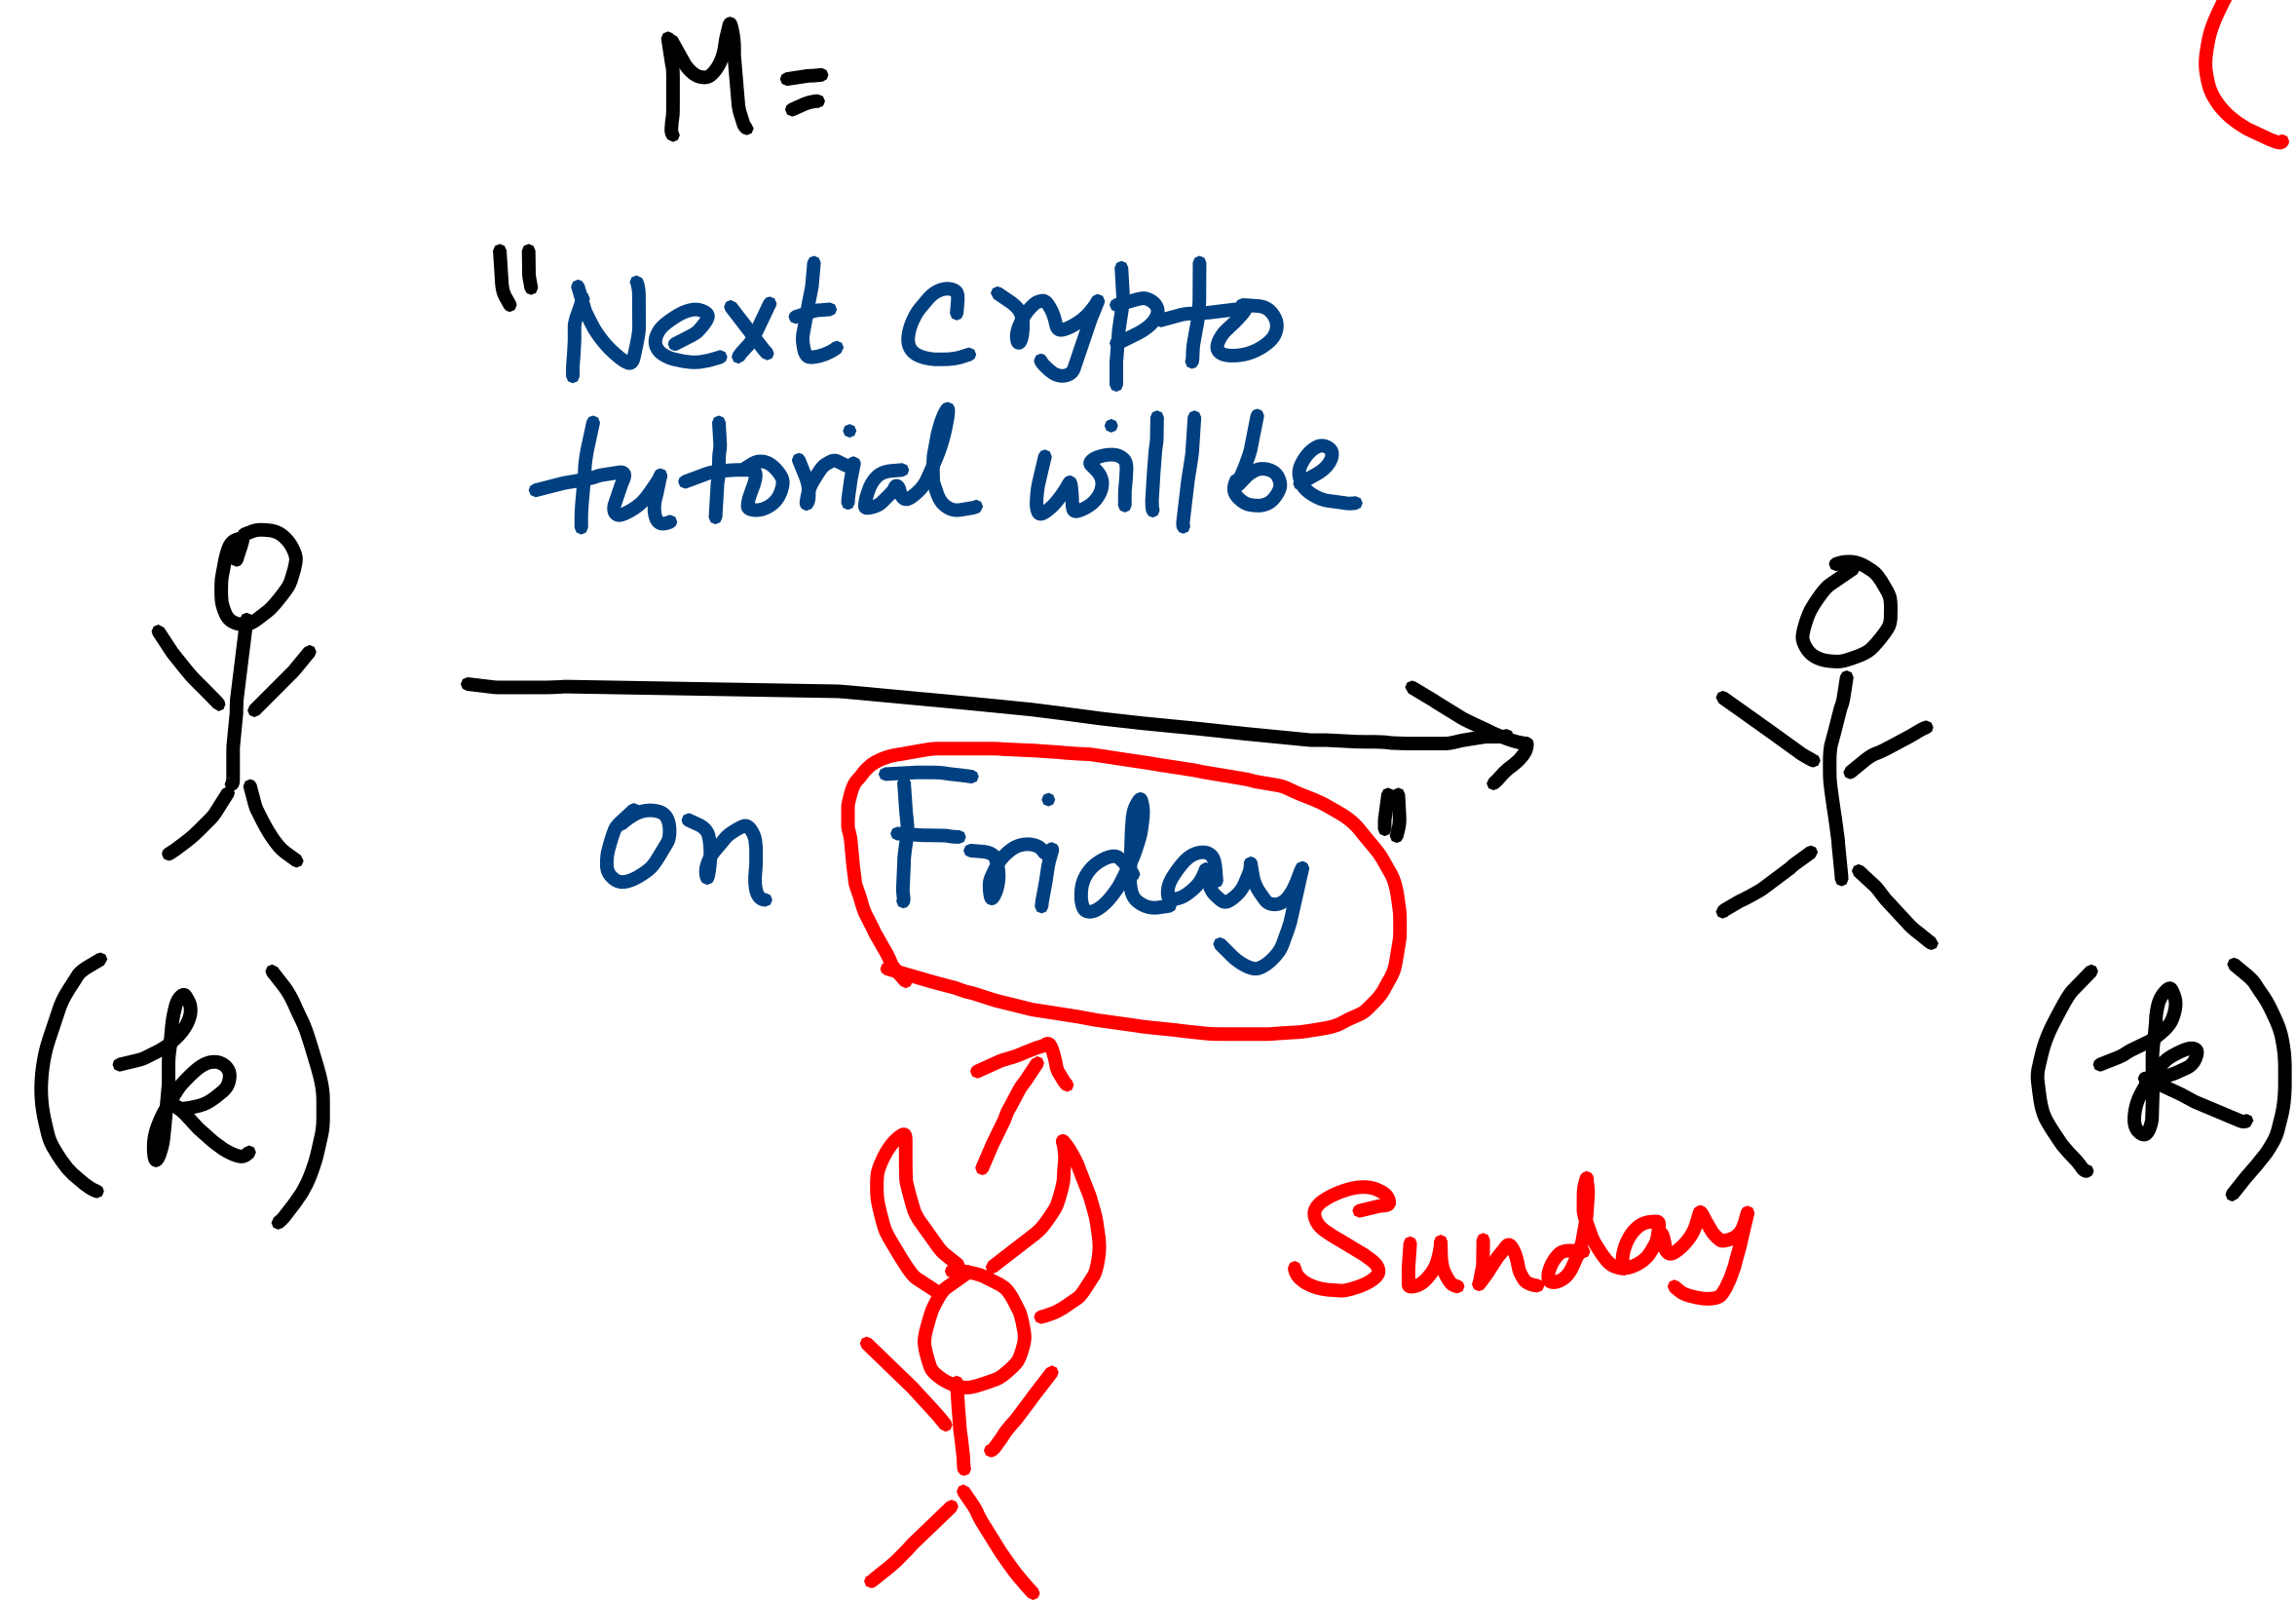 M=
"Next crypto
tutorial will be
on Friday"
(k)
(k)
Sunday